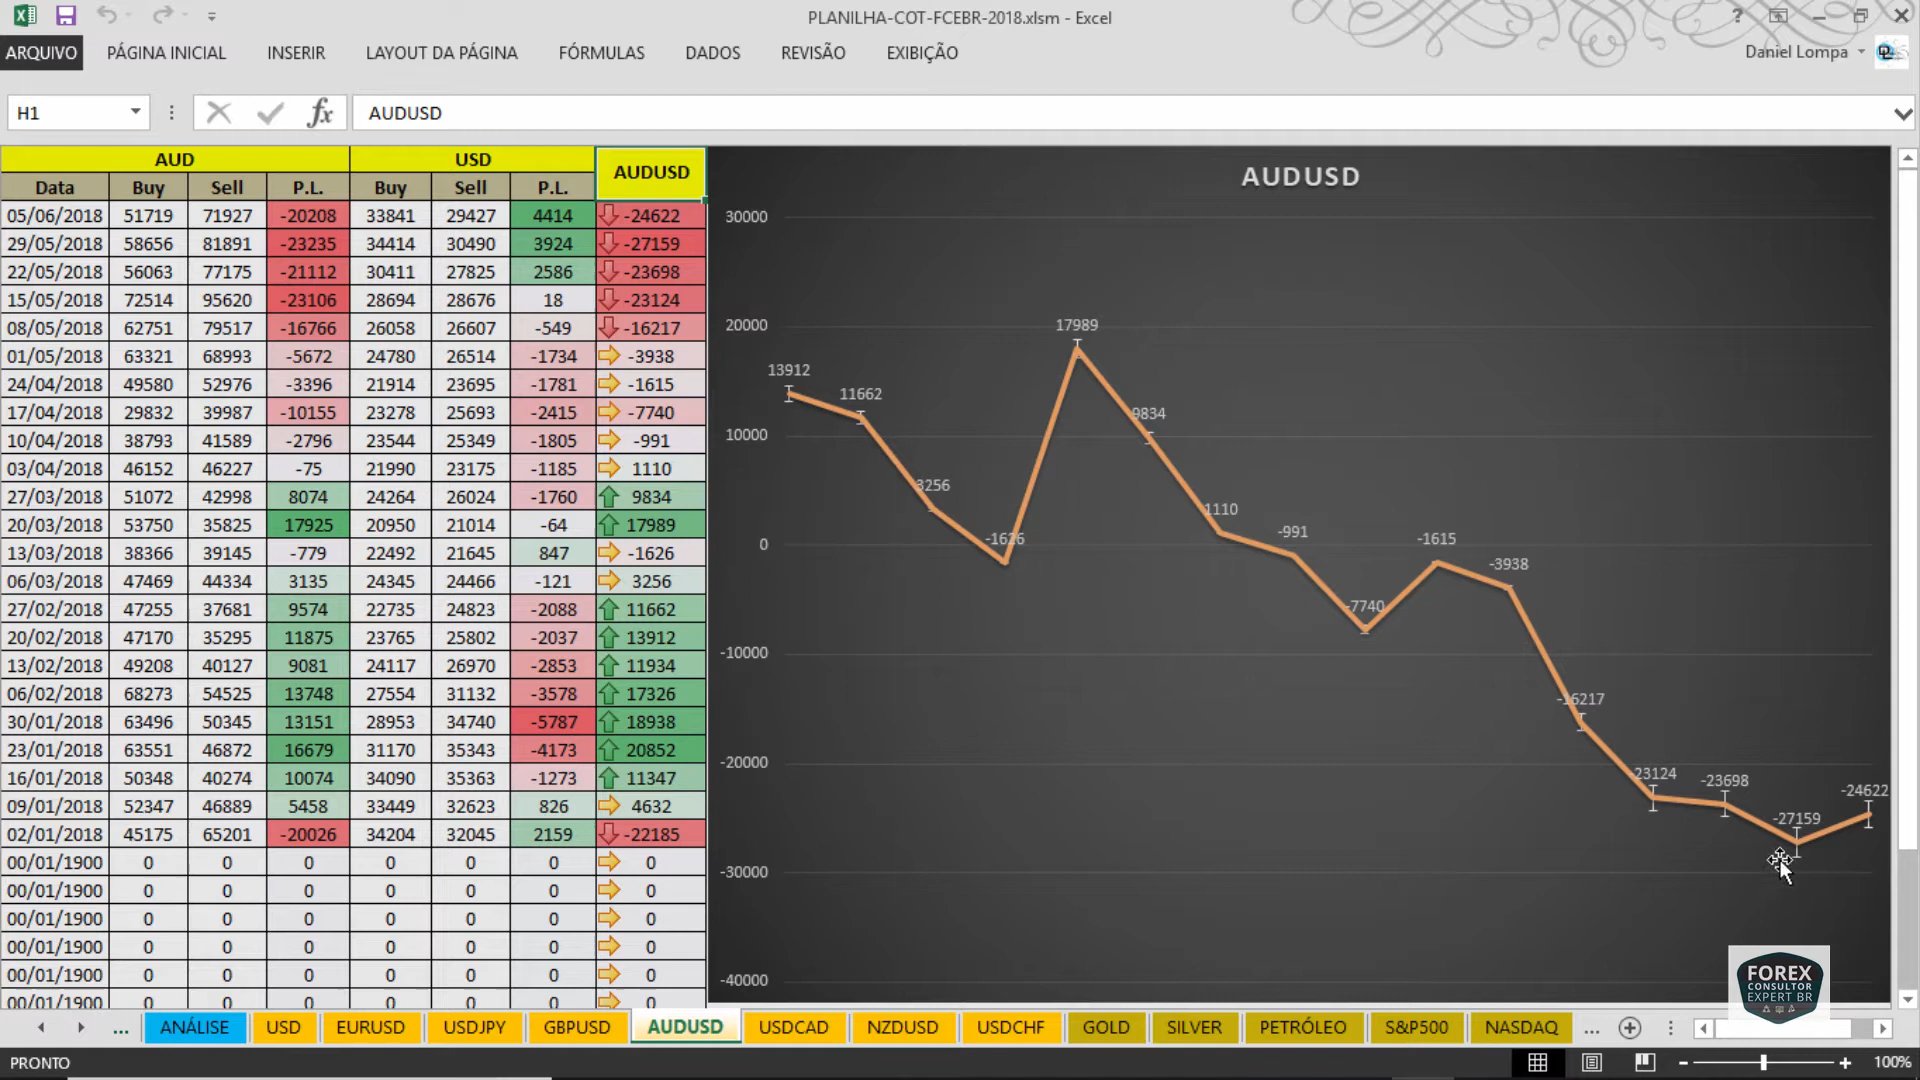 PLANILHA-COT-FCEBR-2018.xlsm - Excel
ARQUIVO PÁGINA INICIAL INSERIR LAYOUT DA PÁGINA FÓRMULAS DADOS REVISÃO EXIBIÇÃO Daniel Lompa
H1 fx AUDUSD
AUD USD AUDUSD
Data Buy Sell P.L. Buy Sell P.L.
05/06/2018 51719 71927 -20208 33841 29427 4414 -24622
29/05/2018 58656 81891 -23235 34414 30490 3924 -27159
22/05/2018 56063 77175 -21112 30411 27825 2586 -23698
15/05/2018 72514 95620 -23106 28694 28676 18 -23124
08/05/2018 62751 79517 -16766 26058 26607 -549 -16217
01/05/2018 63321 68993 -5672 24780 26514 -1734 -3938
24/04/2018 49580 52976 -3396 21914 23695 -1781 -1615
17/04/2018 29832 39987 -10155 23278 25693 -2415 -7740
10/04/2018 38793 41589 -2796 23544 25349 -1805 -991
03/04/2018 46152 46227 -75 21990 23175 -1185 1110
27/03/2018 51072 42998 8074 24264 26024 -1760 9834
20/03/2018 53750 35825 17925 20950 21014 -64 17989
13/03/2018 38366 39145 -779 22492 21645 847 -1626
06/03/2018 47469 44334 3135 24345 24466 -121 3256
27/02/2018 47255 37681 9574 22735 24823 -2088 11662
20/02/2018 47170 35295 11875 23765 25802 -2037 13912
13/02/2018 49208 40127 9081 24117 26970 -2853 11934
06/02/2018 68273 54525 13748 27554 31132 -3578 17326
30/01/2018 63496 50345 13151 28953 34740 -5787 18938
23/01/2018 63551 46872 16679 31170 35343 -4173 20852
16/01/2018 50348 40274 10074 34090 35363 -1273 11347
09/01/2018 52347 46889 5458 33449 32623 826 4632
02/01/2018 45175 65201 -20026 34204 32045 2159 -22185
00/01/1900 0 0 0 0 0 0 0
00/01/1900 0 0 0 0 0 0 0
00/01/1900 0 0 0 0 0 0 0
00/01/1900 0 0 0 0 0 0 0
00/01/1900 0 0 0 0 0 0 0
00/01/1900 0 0 0 0 0 0 0
AUDUSD
30000
20000
10000
0
-10000
-20000
-30000
-40000
13912
11662
3256
-1626
17989
9834
1110
-991
-7740
-1615
-3938
-16217
-23124
-23698
-27159
-24622
FOREX
CONSULTOR
EXPERT BR
... ANÁLISE USD EURUSD USDJPY GBPUSD AUDUSD USDCAD NZDUSD USDCHF GOLD SILVER PETRÓLEO S&P500 NASDAQ ...
PRONTO 100%